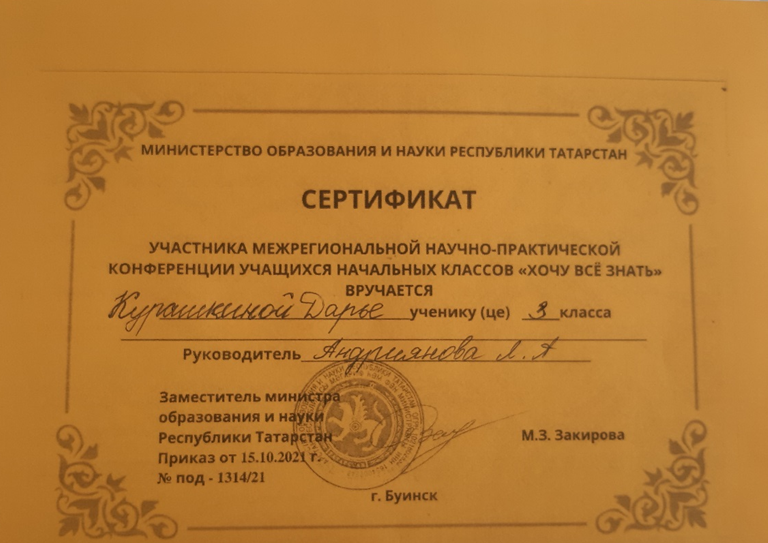 МИНИСТЕРСТВО ОБРАЗОВАНИЯ И НАУКИ РЕСПУБЛИКИ ТАТАРСТАН
СЕРТИФИКАТ
УЧАСТНИКА МЕЖРЕГИОНАЛЬНОЙ НАУЧНО-ПРАКТИЧЕСКОЙ
КОНФЕРЕНЦИИ УЧАЩИХСЯ НАЧАЛЬНЫХ КЛАССОВ «ХОЧУ ВСЁ ЗНАТЬ»
ВРУЧАЕТСЯ
Курашкиной Дарье ученику (це) 3 класса
Руководитель Андриянова Л. А
Заместитель министра
образования и науки
Республики Татарстан
М.З. Закирова
Приказ от 15.10.2021 г.
№ под - 1314/21
г. Буинск